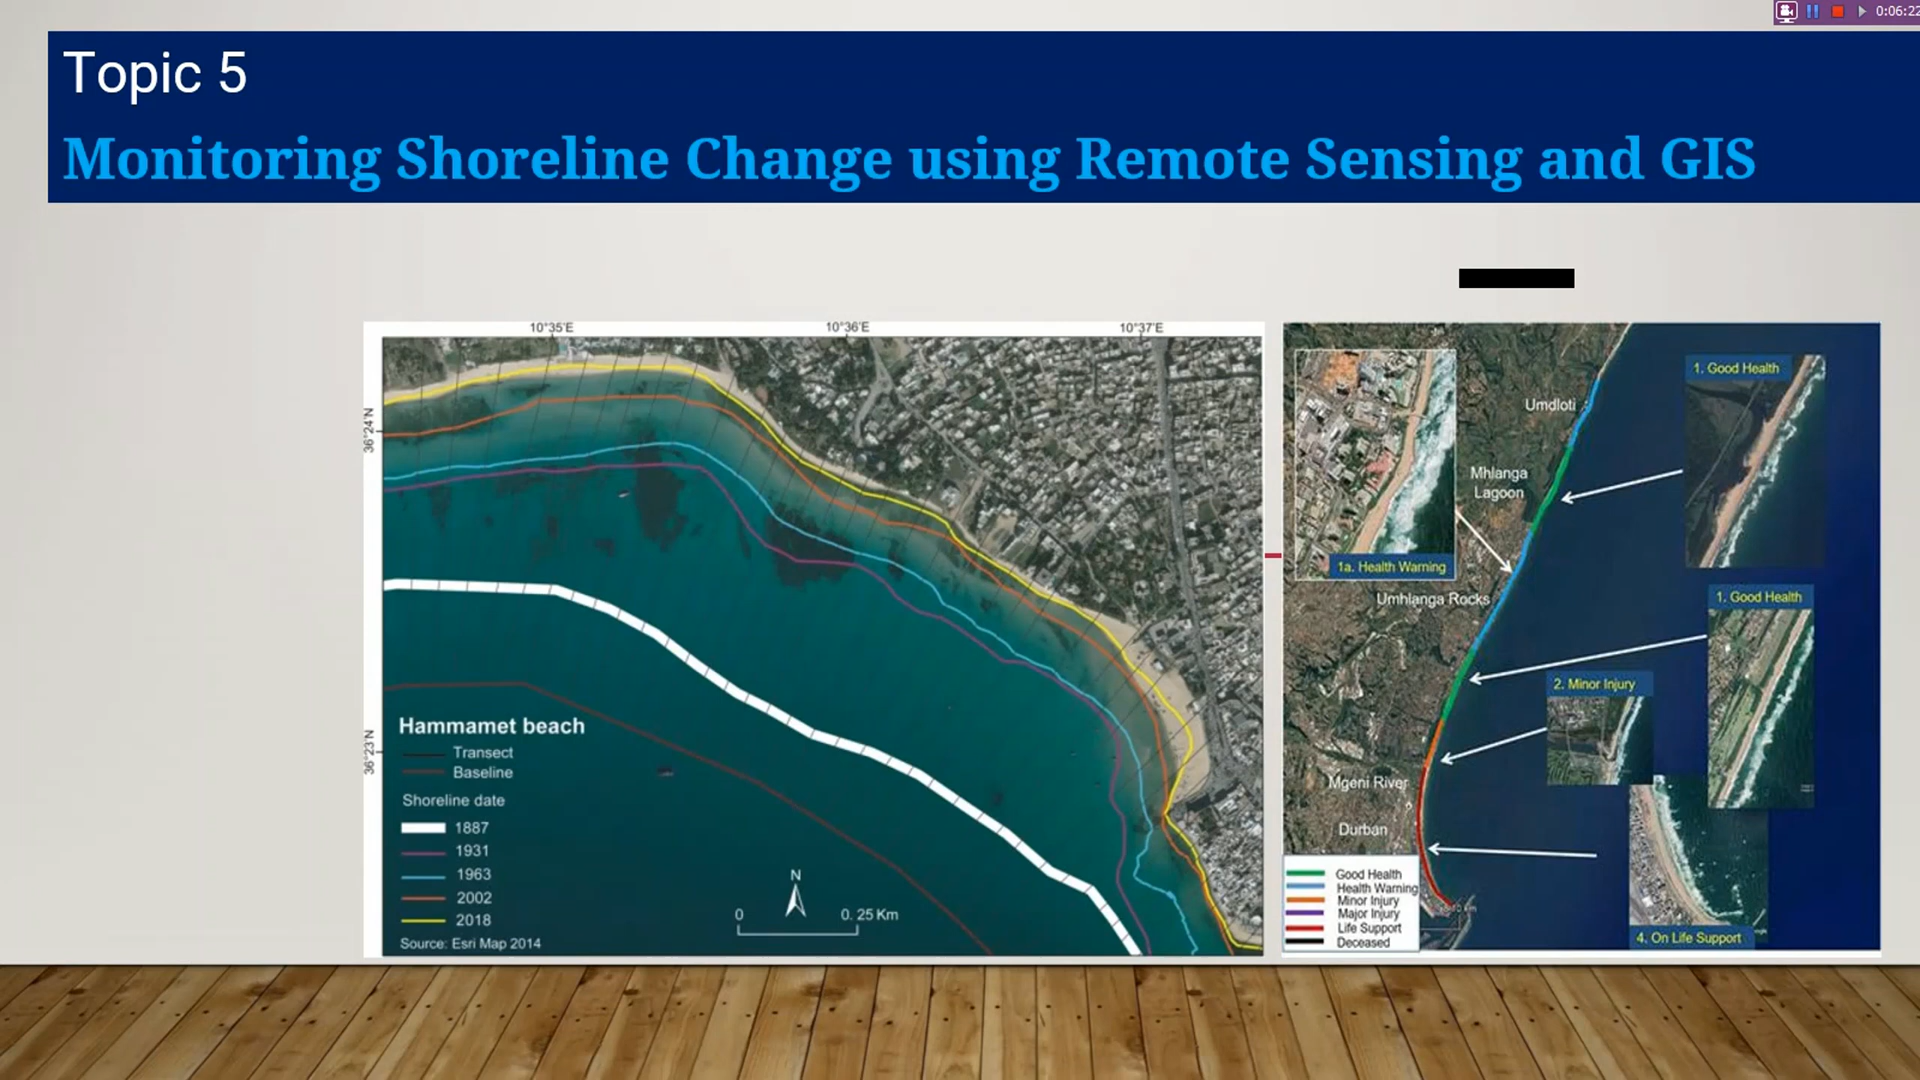 0:06:22
Topic 5
Monitoring Shoreline Change using Remote Sensing and GIS
10°35'E
10°36'E
10°37'E
36°24'N
36°23'N
Hammamet beach
Transect
Baseline
Shoreline date
1887
1931
1963
2002
2018
Source: Esri Map 2014
N
0
0. 25 Km
1. Good Health
Umdloti
Mhlanga
Lagoon
1a. Health Warning
Umhlanga Rocks
1. Good Health
2. Minor Injury
Mgeni River
Durban
Good Health
Health Warning
Minor Injury
Major Injury
Life Support
Deceased
4. On Life Support